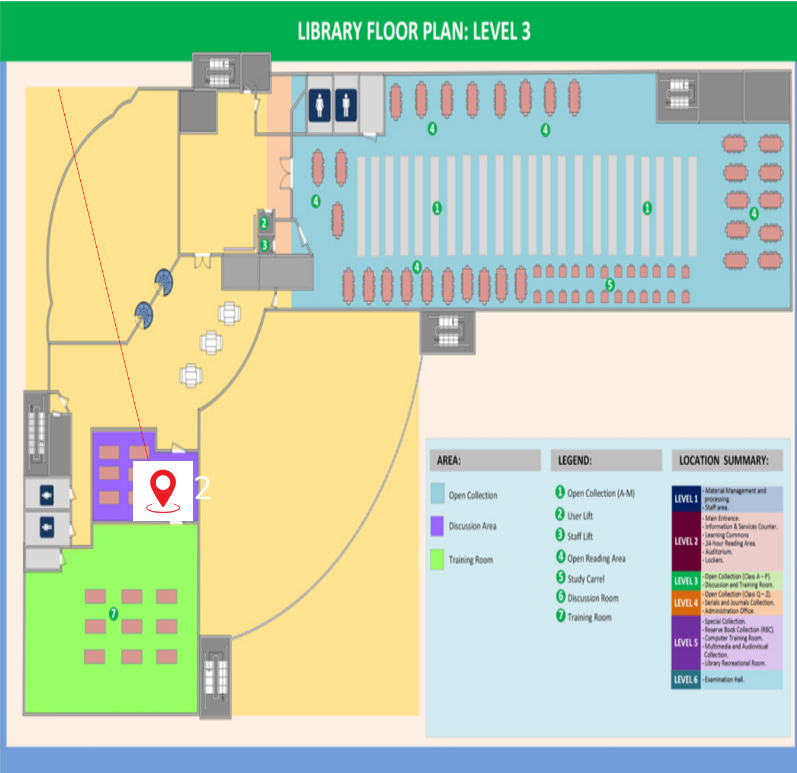 LIBRARY FLOOR PLAN: LEVEL 3
4
4
4
1
1
4
2
3
4
5
2
7
AREA:
Open Collection
Discussion Area
Training Room
LEGEND:
1 Open Collection (A-M)
2 User Lift
3 Staff Lift
4 Open Reading Area
5 Study Carrel
6 Discussion Room
7 Training Room
LOCATION SUMMARY:
LEVEL 1
- Material Management and
processing.
- Staff area.
LEVEL 2
- Main Entrance.
- Information & Services Counter.
- Learning Commons
- 24-hour Reading Area.
- Auditorium.
- Lockers.
LEVEL 3
- Open Collection (Class A – P).
- Discussion and Training Room.
LEVEL 4
- Open Collection (Class Q – Z).
- Serials and Journals Collection.
- Administration Office.
LEVEL 5
- Special Collection.
- Reserve Book Collection (RBC).
- Computer Training Room.
- Multimedia and Audiovisual
Collection.
- Library Recreational Room.
LEVEL 6
- Examination Hall.